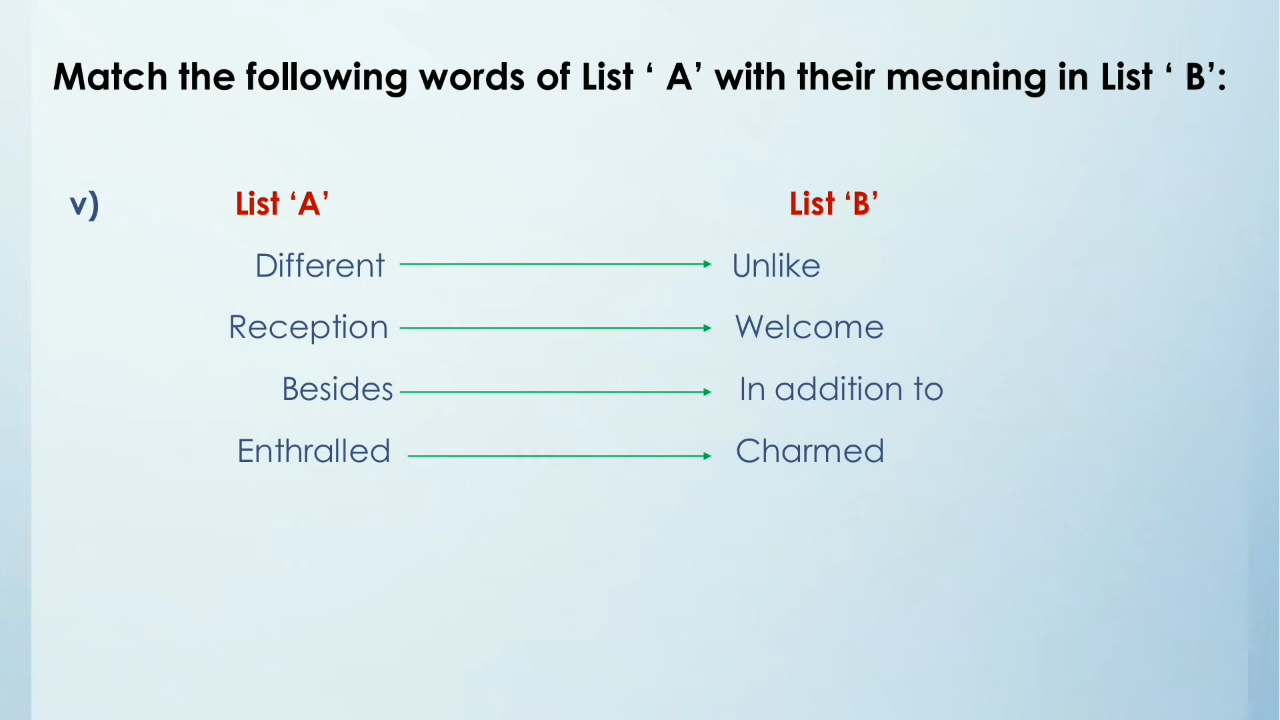 Match the following words of List ‘ A’ with their meaning in List ‘ B’:
v) List ‘A’ List ‘B’
Different Unlike
Reception Welcome
Besides In addition to
Enthralled Charmed